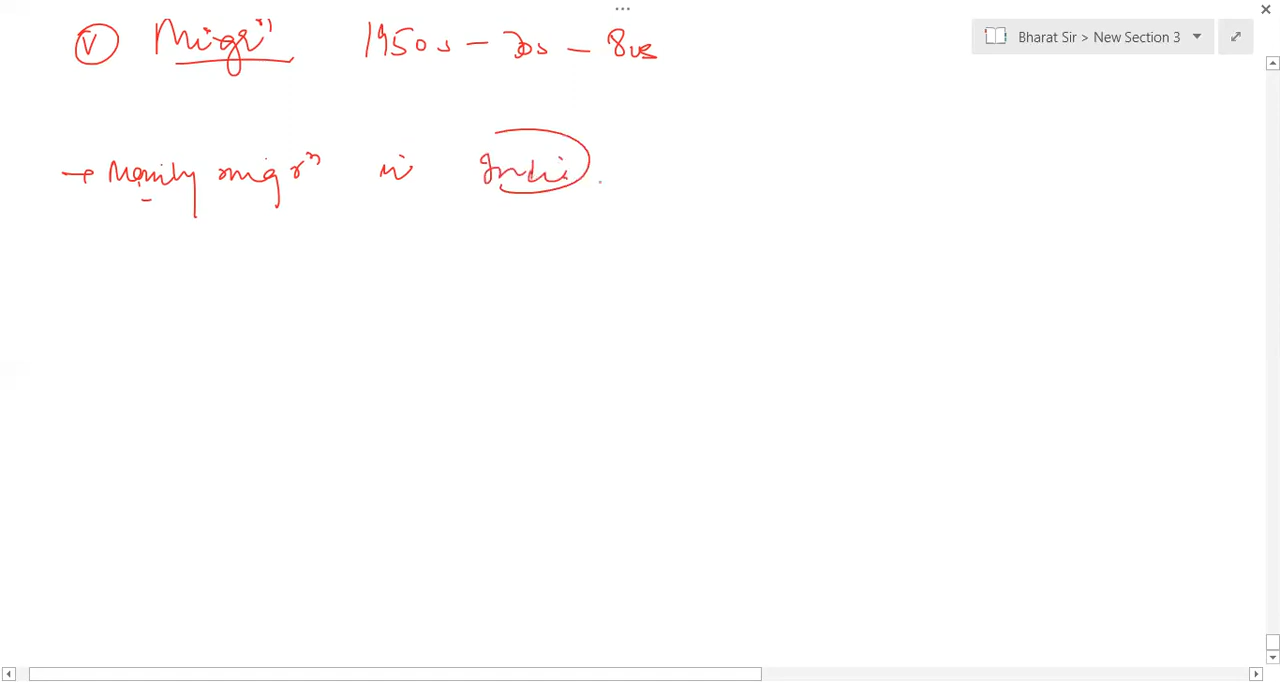 ...
Bharat Sir > New Section 3
V Migrⁿ 1950s - 70s - 80s
→ Mainly migrⁿ in India